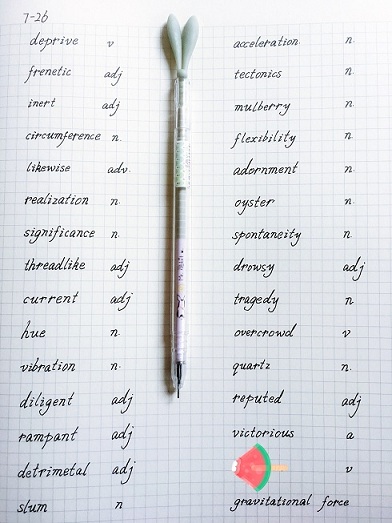 7-26
deprive v
frenetic adj
inert adj
circumference n.
likewise adv.
realization n.
significance n.
threadlike adj
current adj
hue n.
vibration n.
diligent adj
rampant adj
detrimetal adj
slum n
acceleration n.
tectonics n.
mulberry n.
flexibility n.
adornment n.
oyster n.
spontaneity n.
drowsy adj
tragedy n
overcrowd v
quartz n.
reputed adj
victorious a
v
gravitational force